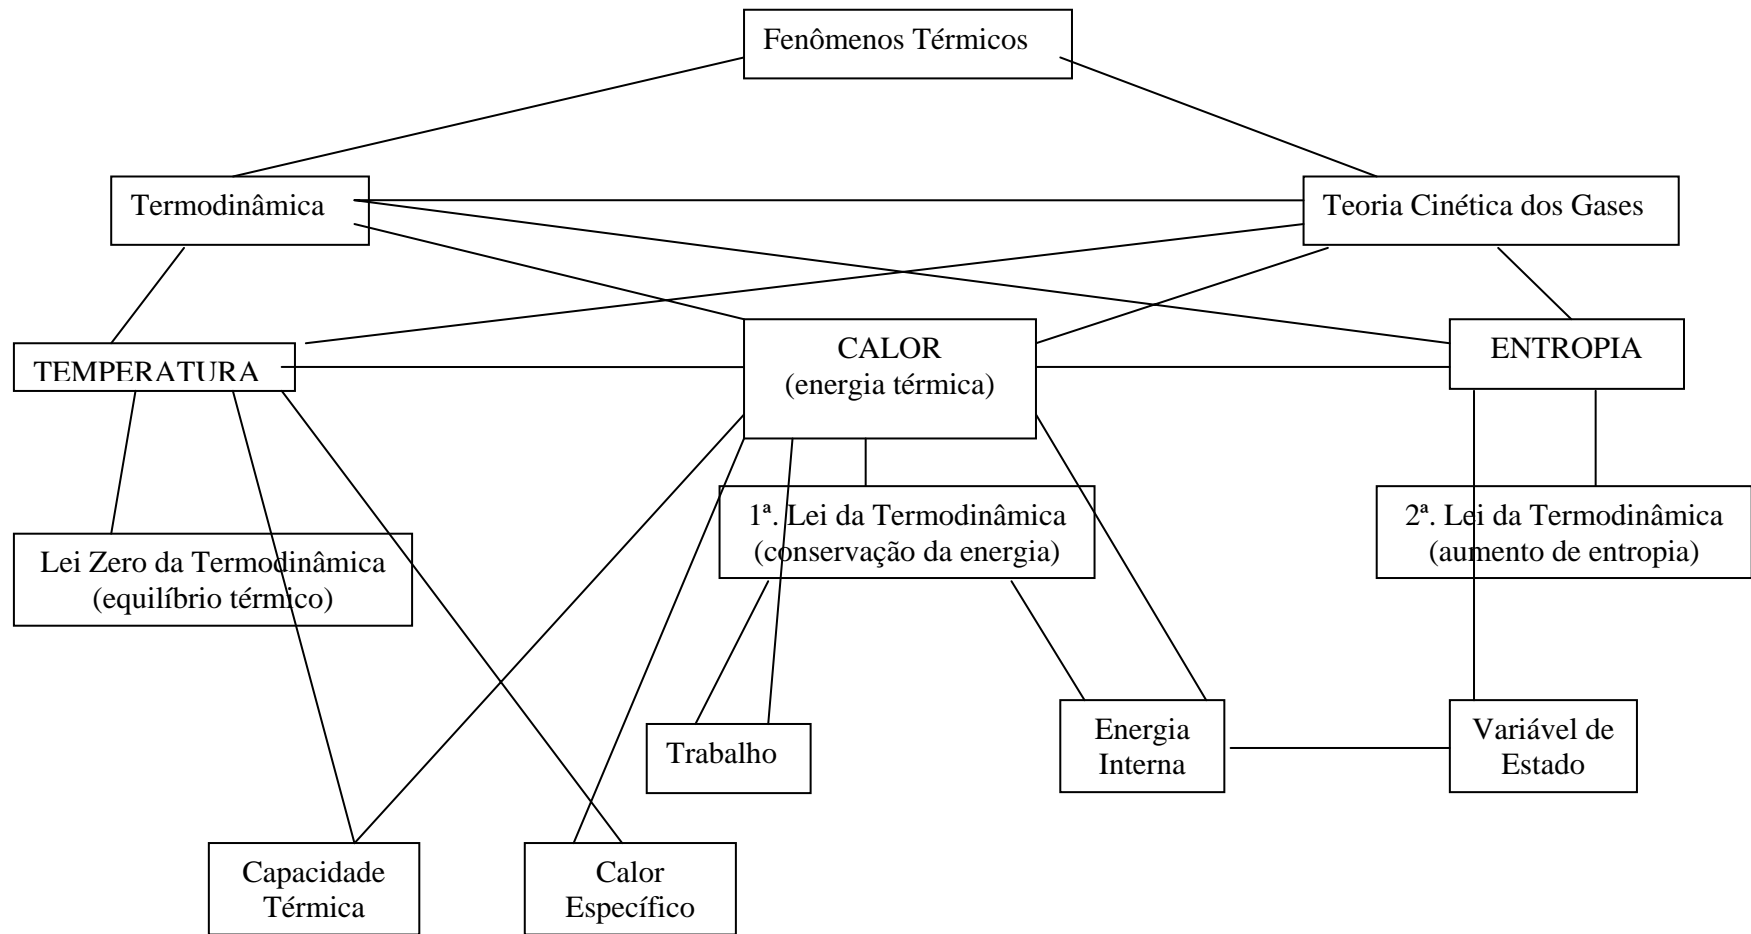 Fenômenos Térmicos
Termodinâmica
Teoria Cinética dos Gases
TEMPERATURA
CALOR
(energia térmica)
ENTROPIA
Lei Zero da Termodinâmica
(equilíbrio térmico)
1ª. Lei da Termodinâmica
(conservação da energia)
2ª. Lei da Termodinâmica
(aumento de entropia)
Trabalho
Energia
Interna
Variável de
Estado
Capacidade
Térmica
Calor
Específico